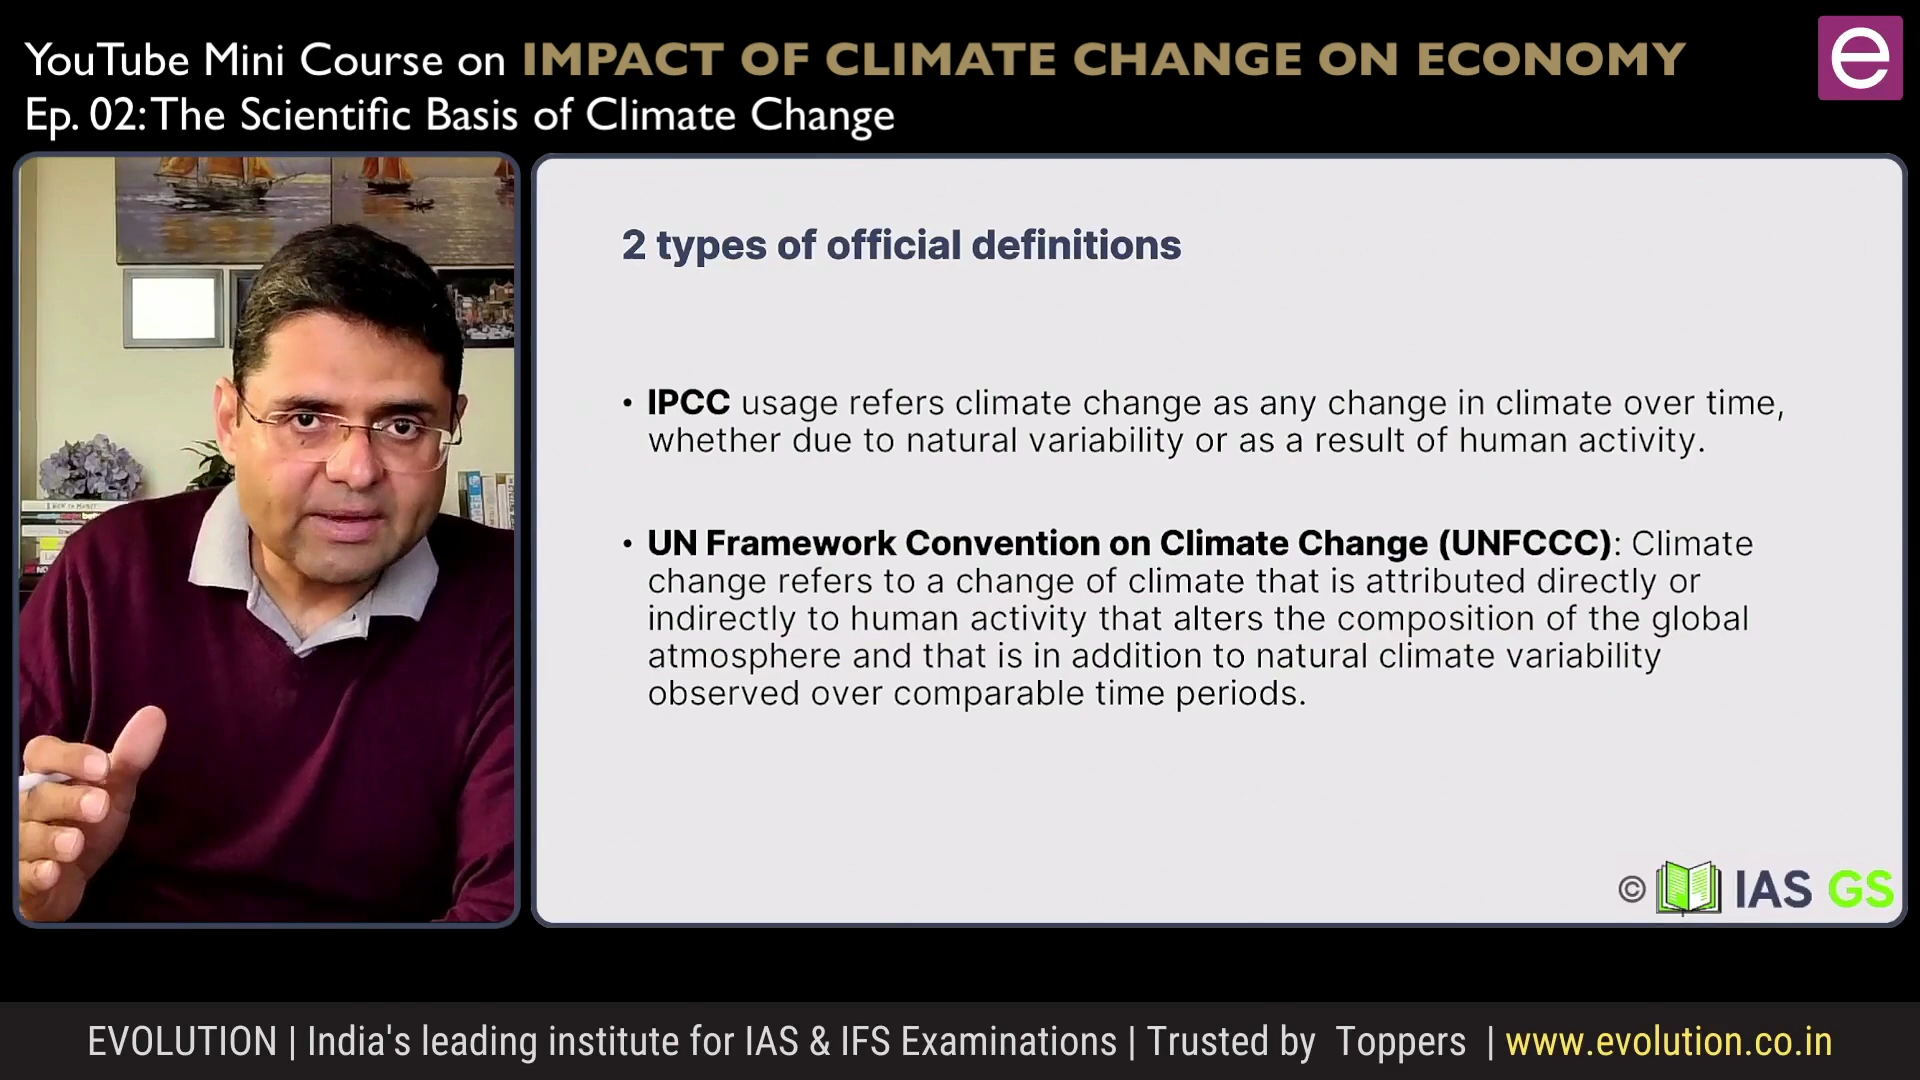 YouTube Mini Course on IMPACT OF CLIMATE CHANGE ON ECONOMY
Ep. 02: The Scientific Basis of Climate Change
e
2 types of official definitions
• IPCC usage refers climate change as any change in climate over time,
whether due to natural variability or as a result of human activity.
• UN Framework Convention on Climate Change (UNFCCC): Climate
change refers to a change of climate that is attributed directly or
indirectly to human activity that alters the composition of the global
atmosphere and that is in addition to natural climate variability
observed over comparable time periods.
© IAS GS
EVOLUTION | India's leading institute for IAS & IFS Examinations | Trusted by Toppers | www.evolution.co.in